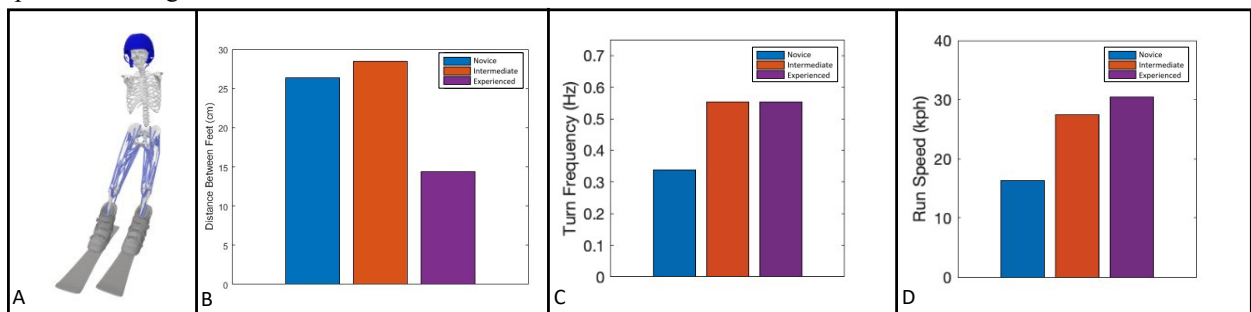 A
Distance Between Feet (cm)
30
25
20
15
10
5
0
Novice
Intermediate
Experienced
B
Turn Frequency (Hz)
0.7
0.6
0.5
0.4
0.3
0.2
0.1
0
Novice
Intermediate
Experienced
C
Run Speed (kph)
40
30
20
10
0
Novice
Intermediate
Experienced
D